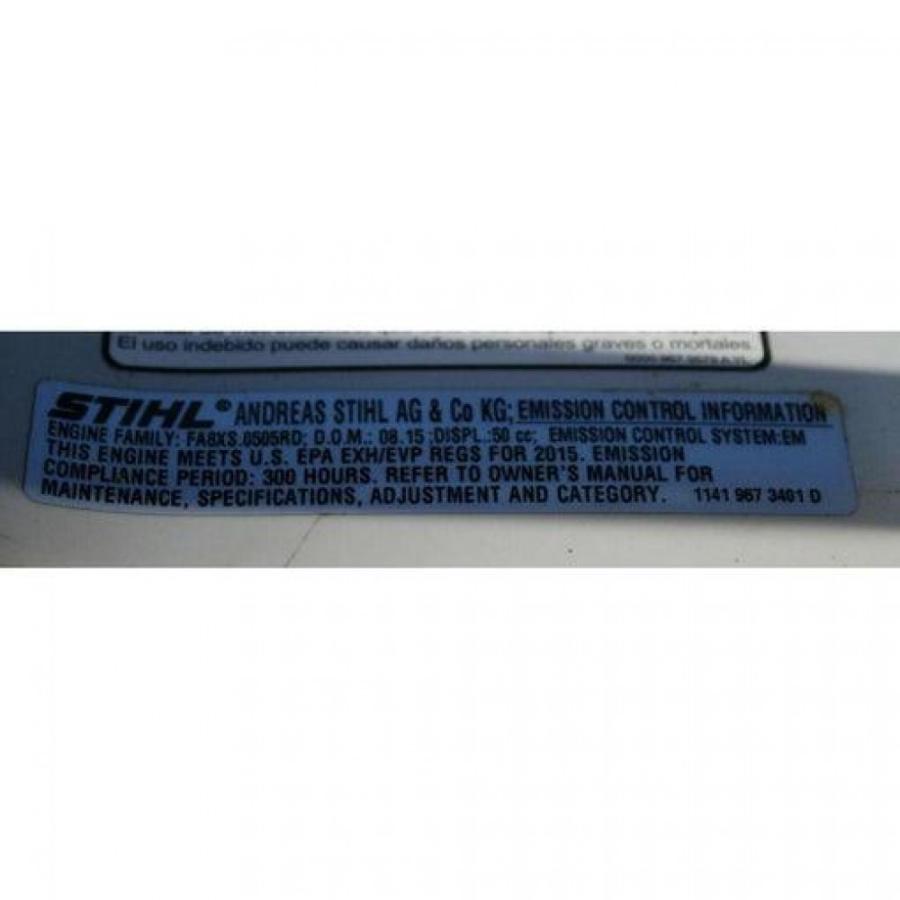 El uso indebido puede causar daños personales graves o mortales
STIHL® ANDREAS STIHL AG & Co KG; EMISSION CONTROL INFORMATION
ENGINE FAMILY: FA8XS.0505RD; D.O.M.: 08.15 ;DISPL.:50 cc; EMISSION CONTROL SYSTEM:EM
THIS ENGINE MEETS U.S. EPA EXH/EVP REGS FOR 2015. EMISSION
COMPLIANCE PERIOD: 300 HOURS. REFER TO OWNER'S MANUAL FOR
MAINTENANCE, SPECIFICATIONS, ADJUSTMENT AND CATEGORY. 1141 967 3401 D